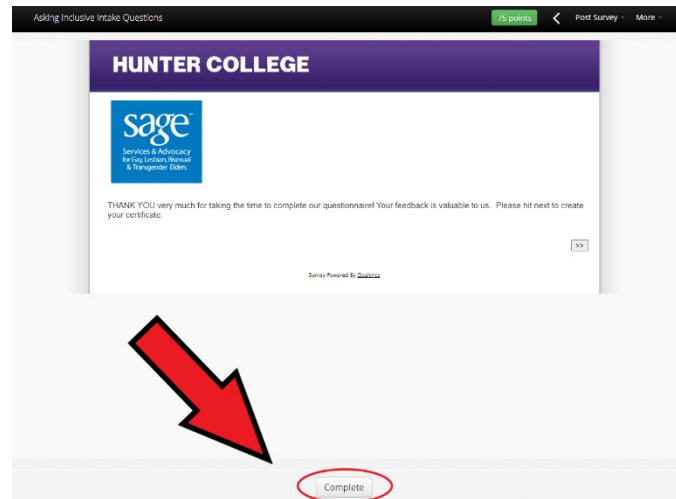 Asking Inclusive Intake Questions
75 points
Post Survey
More
HUNTER COLLEGE
sage
Services & Advocacy
for Gay, Lesbian, Bisexual
& Transgender Elders
THANK YOU very much for taking the time to complete our questionnaire! Your feedback is valuable to us. Please hit next to create
your certificate.
>>
Survey Powered By Qualtrics
Complete